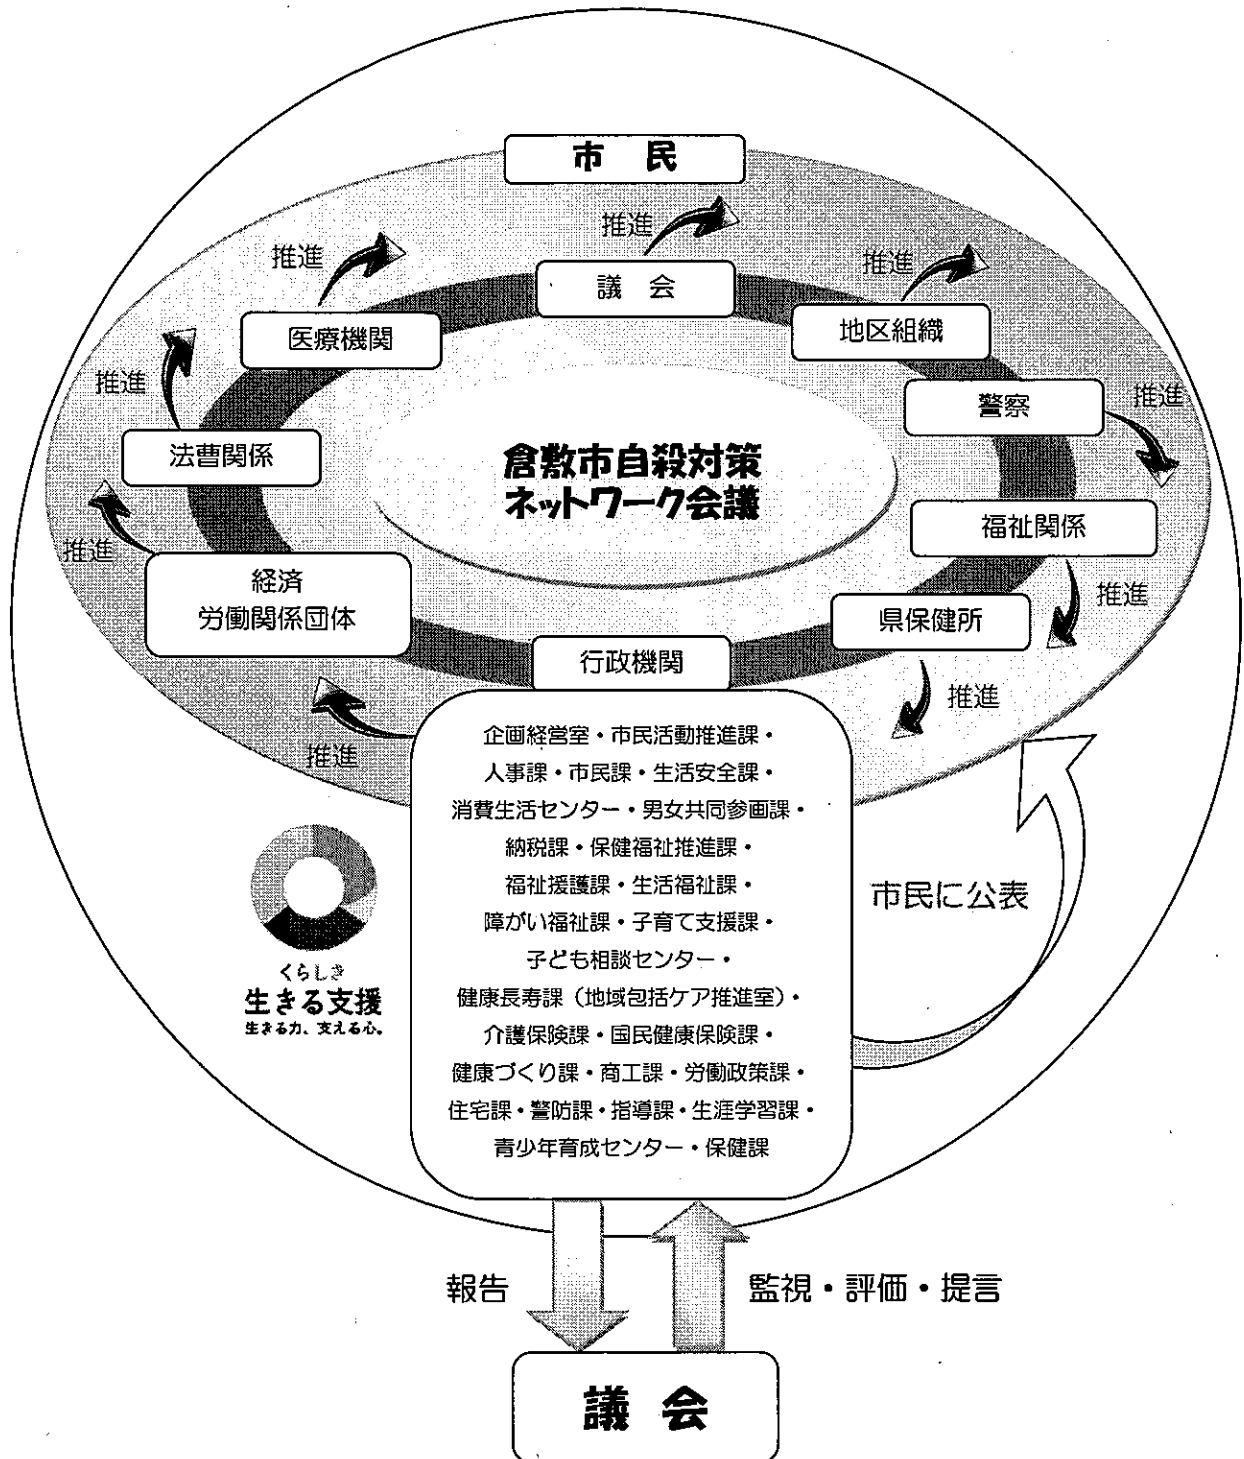 市　民
推進
推進
推進
議　会
医療機関
地区組織
推進
警察
推進
法曹関係
倉敷市自殺対策
ネットワーク会議
福祉関係
推進
経済
労働関係団体
推進
県保健所
行政機関
推進
推進
企画経営室・市民活動推進課・
人事課・市民課・生活安全課・
消費生活センター・男女共同参画課・
納税課・保健福祉推進課・
福祉援護課・生活福祉課・
障がい福祉課・子育て支援課・
子ども相談センター・
健康長寿課（地域包括ケア推進室）・
介護保険課・国民健康保険課・
健康づくり課・商工課・労働政策課・
住宅課・警防課・指導課・生涯学習課・
青少年育成センター・保健課
くらしき
生きる支援
生きる力、支える心。
市民に公表
報告
監視・評価・提言
議 会